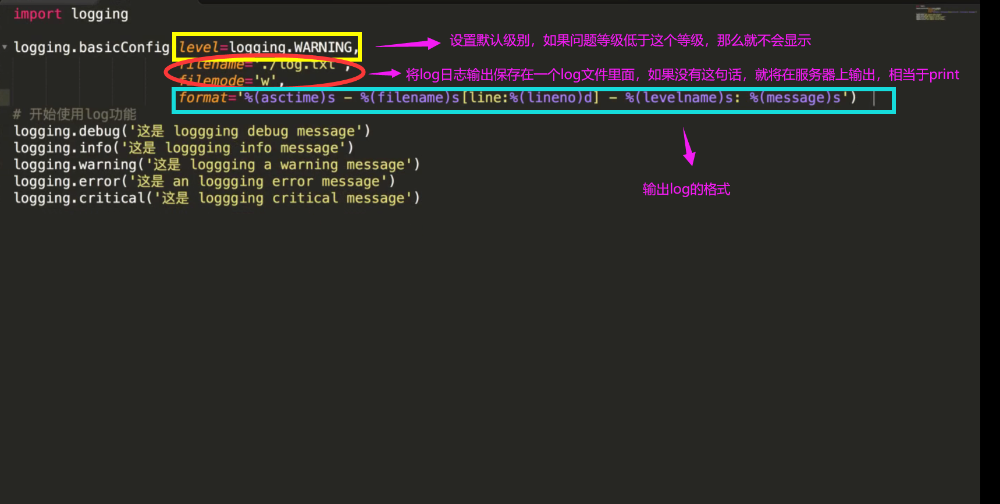 import logging
logging.basicConfig level=logging.WARNING,
设置默认级别，如果问题等级低于这个等级，那么就不会显示
filename='./log.txt',
将log日志输出保存在一个log文件里面，如果没有这句话，就将在服务器上输出，相当于print
filemode='w',
format='%(asctime)s - %(filename)s[line:%(lineno)d] - %(levelname)s: %(message)s')
# 开始使用log功能
logging.debug('这是 loggging debug message')
logging.info('这是 loggging info message')
logging.warning('这是 loggging a warning message')
logging.error('这是 an loggging error message')
输出log的格式
logging.critical('这是 loggging critical message')